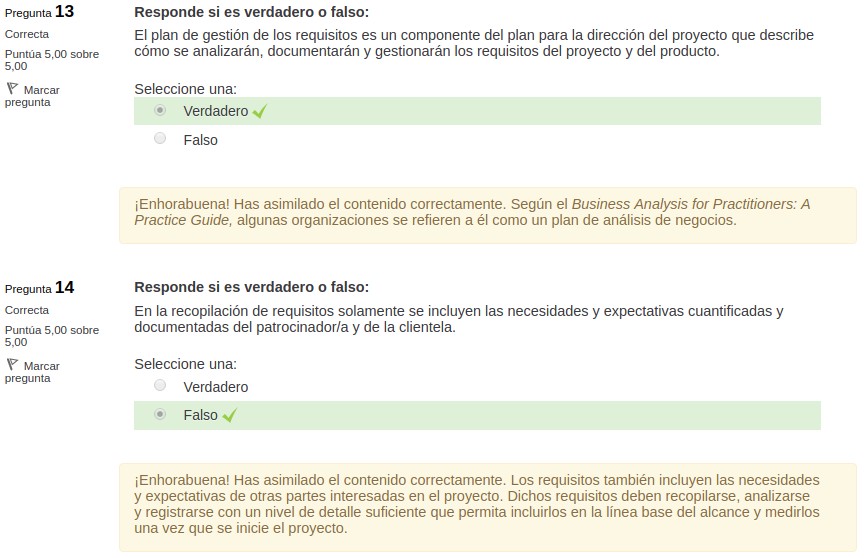 Pregunta 13
Correcta
Puntúa 5,00 sobre
5,00
Marcar
pregunta
Responde si es verdadero o falso:
El plan de gestión de los requisitos es un componente del plan para la dirección del proyecto que describe
cómo se analizarán, documentarán y gestionarán los requisitos del proyecto y del producto.
Seleccione una:
Verdadero
Falso
¡Enhorabuena! Has asimilado el contenido correctamente. Según el Business Analysis for Practitioners: A
Practice Guide, algunas organizaciones se refieren a él como un plan de análisis de negocios.
Pregunta 14
Correcta
Puntúa 5,00 sobre
5,00
Marcar
pregunta
Responde si es verdadero o falso:
En la recopilación de requisitos solamente se incluyen las necesidades y expectativas cuantificadas y
documentadas del patrocinador/a y de la clientela.
Seleccione una:
Verdadero
Falso
¡Enhorabuena! Has asimilado el contenido correctamente. Los requisitos también incluyen las necesidades
y expectativas de otras partes interesadas en el proyecto. Dichos requisitos deben recopilarse, analizarse
y registrarse con un nivel de detalle suficiente que permita incluirlos en la línea base del alcance y medirlos
una vez que se inicie el proyecto.